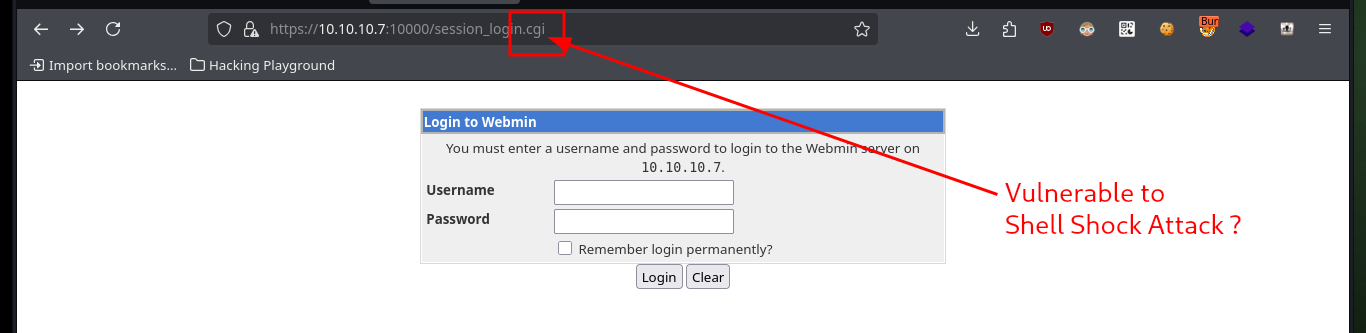 https://10.10.10.7:10000/session_login.cgi
Bur
Import bookmarks...
Hacking Playground
Login to Webmin
You must enter a username and password to login to the Webmin server on
10.10.10.7.
Username
Password
Remember login permanently?
Login Clear
Vulnerable to
Shell Shock Attack ?